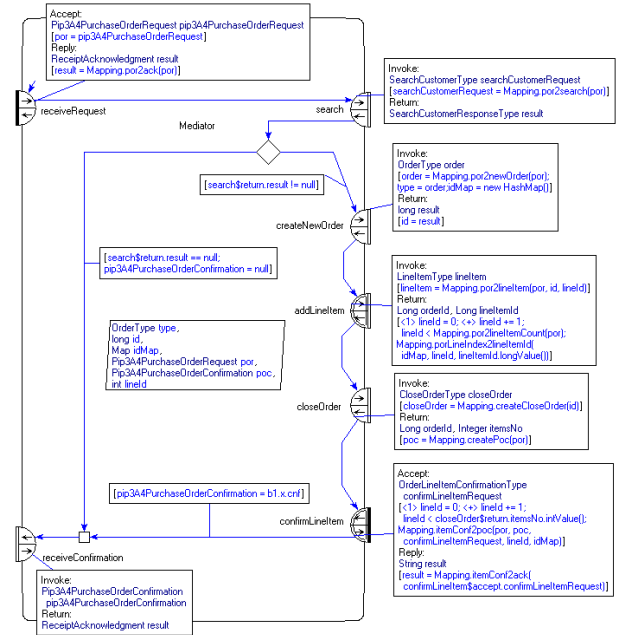 Accept:
Pip3A4PurchaseOrderRequest pip3A4PurchaseOrderRequest
[por = pip3A4PurchaseOrderRequest]
Reply:
ReceiptAcknowledgment result
[result = Mapping.por2ack(por)]
receiveRequest
Mediator
search
Invoke:
SearchCustomerType searchCustomerRequest
[searchCustomerRequest = Mapping.por2search(por)]
Return:
SearchCustomerResponseType result
[search$return.result != null]
createNewOrder
Invoke:
OrderType order
[order = Mapping.por2newOrder(por);
type = order;idMap = new HashMap()]
Return:
long result
[id = result]
[search$return.result == null;
pip3A4PurchaseOrderConfirmation = null]
addLineItem
Invoke:
LineItemType lineItem
[lineItem = Mapping.por2lineItem(por, id, lineId)]
Return:
Long orderId, Long lineItemId
[<1> lineId = 0; <+> lineId += 1;
lineId < Mapping.por2lineItemCount(por);
Mapping.porLineIndex2lineItemId(
idMap, lineId, lineItemId.longValue())]
OrderType type,
long id,
Map idMap,
Pip3A4PurchaseOrderRequest por,
Pip3A4PurchaseOrderConfirmation poc,
int lineId
closeOrder
Invoke:
CloseOrderType closeOrder
[closeOrder = Mapping.createCloseOrder(id)]
Return:
Long orderId, Integer itemsNo
[poc = Mapping.createPoc(por)]
[pip3A4PurchaseOrderConfirmation = b1.x.cnf]
confirmLineItem
Accept:
OrderLineItemConfirmationType
confirmLineItemRequest
[<1> lineId = 0; <+> lineId += 1;
lineId < closeOrder$return.itemsNo.intValue();
Mapping.itemConf2poc(por, poc,
confirmLineItemRequest, lineId, idMap)]
Reply:
String result
[result = Mapping.itemConf2ack(
confirmLineItem$accept.confirmLineItemRequest)]
receiveConfirmation
Invoke:
Pip3A4PurchaseOrderConfirmation
pip3A4PurchaseOrderConfirmation
Return:
ReceiptAcknowledgment result